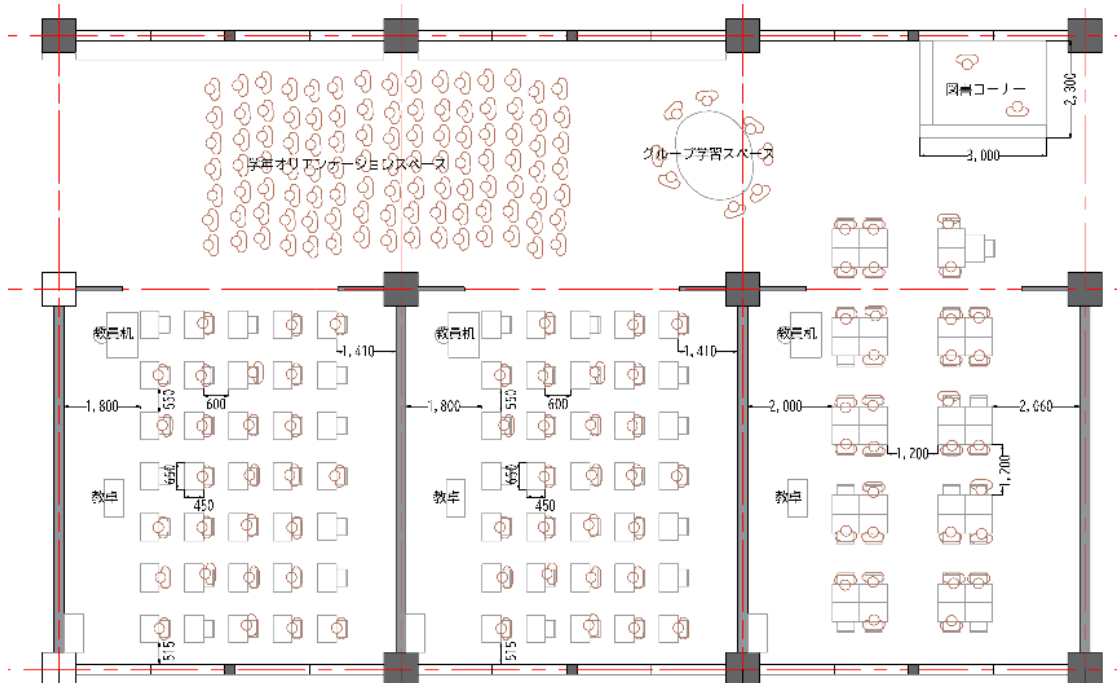 図書コーナー
2,300
3,000
学年オリエンテーションスペース
グループ学習スペース
教員机
1,410
教員机
1,410
教員机
1,800
550
600
1,800
550
600
2,000
2,060
1,200
1,200
教卓
650
450
教卓
650
450
教卓
515
515